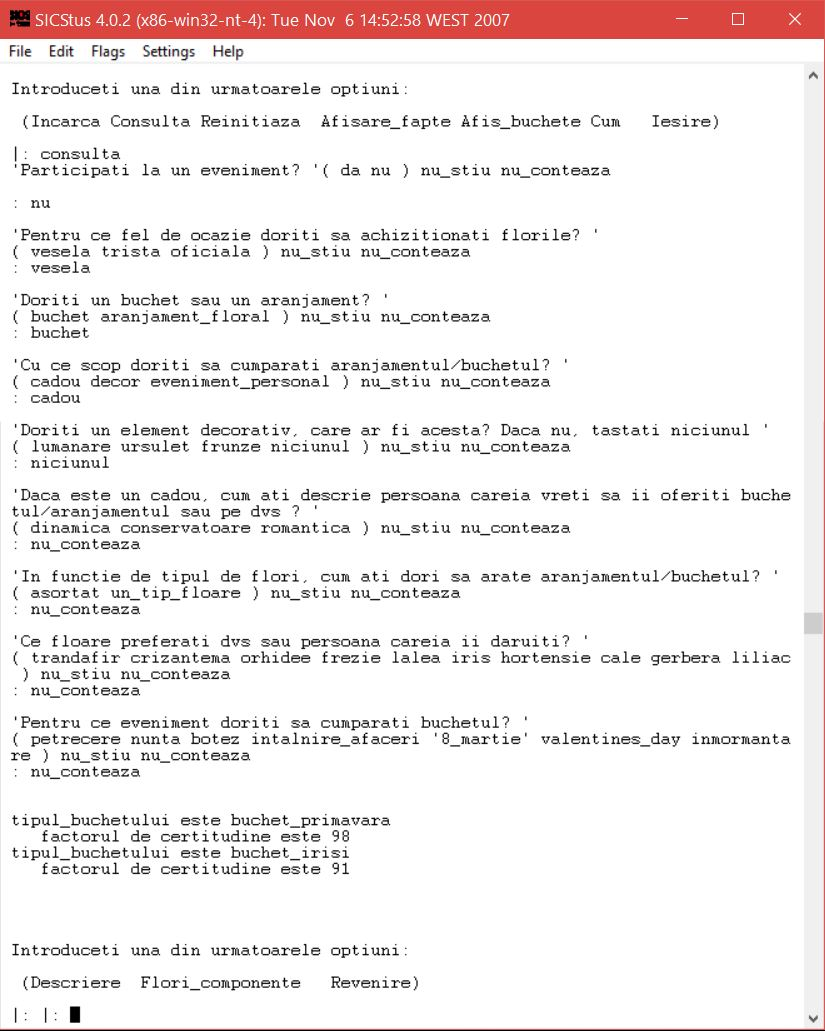 SICStus 4.0.2 (x86-win32-nt-4): Tue Nov  6 14:52:58 WEST 2007
File Edit Flags Settings Help
Introduceti una din urmatoarele optiuni:
(Incarca Consulta Reinitiaza  Afisare_fapte Afis_buchete Cum   Iesire)
|: consulta
'Participati la un eveniment? '( da nu ) nu_stiu nu_conteaza
: nu
'Pentru ce fel de ocazie doriti sa achizitionati florile? '
( vesela trista oficiala ) nu_stiu nu_conteaza
: vesela
'Doriti un buchet sau un aranjament? '
( buchet aranjament_floral ) nu_stiu nu_conteaza
: buchet
'Cu ce scop doriti sa cumparati aranjamentul/buchetul? '
( cadou decor eveniment_personal ) nu_stiu nu_conteaza
: cadou
'Doriti un element decorativ, care ar fi acesta? Daca nu, tastati niciunul '
( lumanare ursulet frunze niciunul ) nu_stiu nu_conteaza
: niciunul
'Daca este un cadou, cum ati descrie persoana careia vreti sa ii oferiti buche
tul/aranjamentul sau pe dvs ? '
( dinamica conservatoare romantica ) nu_stiu nu_conteaza
: nu_conteaza
'In functie de tipul de flori, cum ati dori sa arate aranjamentul/buchetul? '
( asortat un_tip_floare ) nu_stiu nu_conteaza
: nu_conteaza
'Ce floare preferati dvs sau persoana careia ii daruiti? '
( trandafir crizantema orhidee frezie lalea iris hortensie cale gerbera liliac
) nu_stiu nu_conteaza
: nu_conteaza
'Pentru ce eveniment doriti sa cumparati buchetul? '
( petrecere nunta botez intalnire_afaceri '8_martie' valentines_day inmormanta
re ) nu_stiu nu_conteaza
: nu_conteaza
tipul_buchetului este buchet_primavara
factorul de certitudine este 98
tipul_buchetului este buchet_irisi
factorul de certitudine este 91
Introduceti una din urmatoarele optiuni:
(Descriere  Flori_componente   Revenire)
|: |: